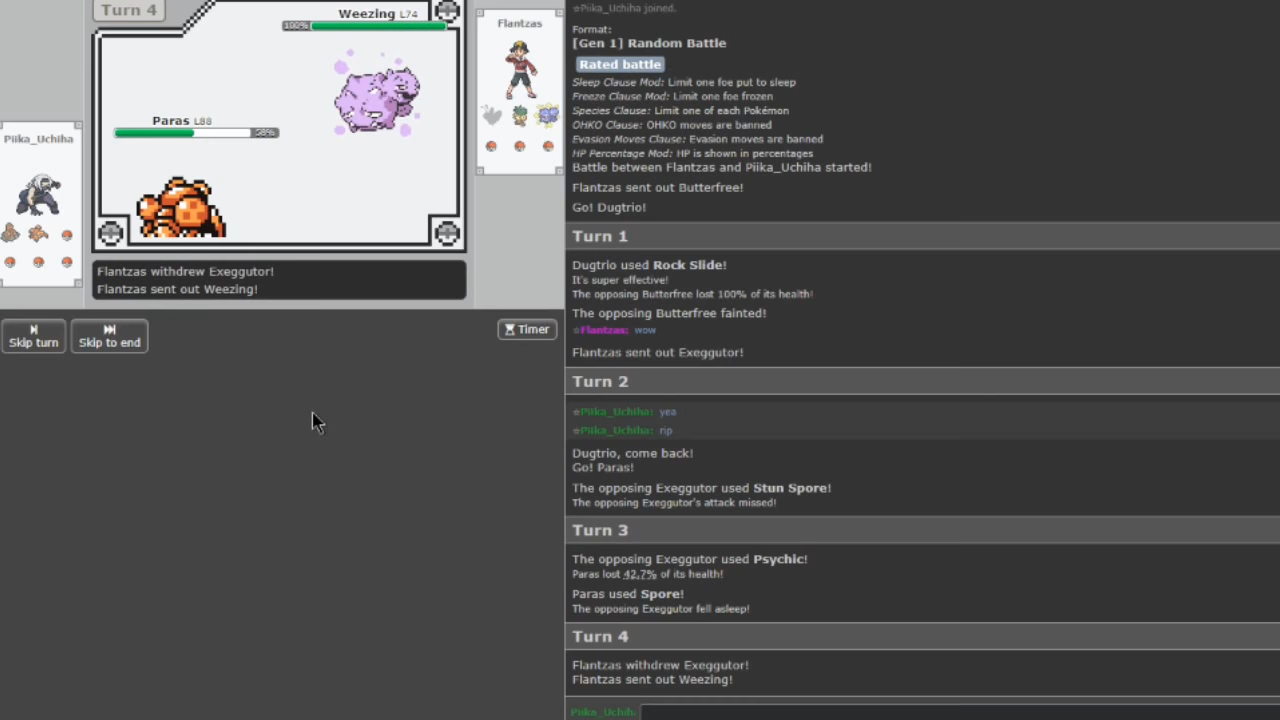 Turn 4
Weezing L74
100%
Paras L88
58%
Flantzas
Piika_Uchiha
Flantzas withdrew Exeggutor!
Flantzas sent out Weezing!
Skip turn
Skip to end
Timer
☆Piika_Uchiha joined.
Format:
[Gen 1] Random Battle
Rated battle
Sleep Clause Mod: Limit one foe put to sleep
Freeze Clause Mod: Limit one foe frozen
Species Clause: Limit one of each Pokémon
OHKO Clause: OHKO moves are banned
Evasion Moves Clause: Evasion moves are banned
HP Percentage Mod: HP is shown in percentages
Battle between Flantzas and Piika_Uchiha started!
Flantzas sent out Butterfree!
Go! Dugtrio!
Turn 1
Dugtrio used Rock Slide!
It's super effective!
The opposing Butterfree lost 100% of its health!
The opposing Butterfree fainted!
☆Flantzas: wow
Flantzas sent out Exeggutor!
Turn 2
☆Piika_Uchiha: yea
☆Piika_Uchiha: rip
Dugtrio, come back!
Go! Paras!
The opposing Exeggutor used Stun Spore!
The opposing Exeggutor's attack missed!
Turn 3
The opposing Exeggutor used Psychic!
Paras lost 42.7% of its health!
Paras used Spore!
The opposing Exeggutor fell asleep!
Turn 4
Flantzas withdrew Exeggutor!
Flantzas sent out Weezing!
Piika_Uchih